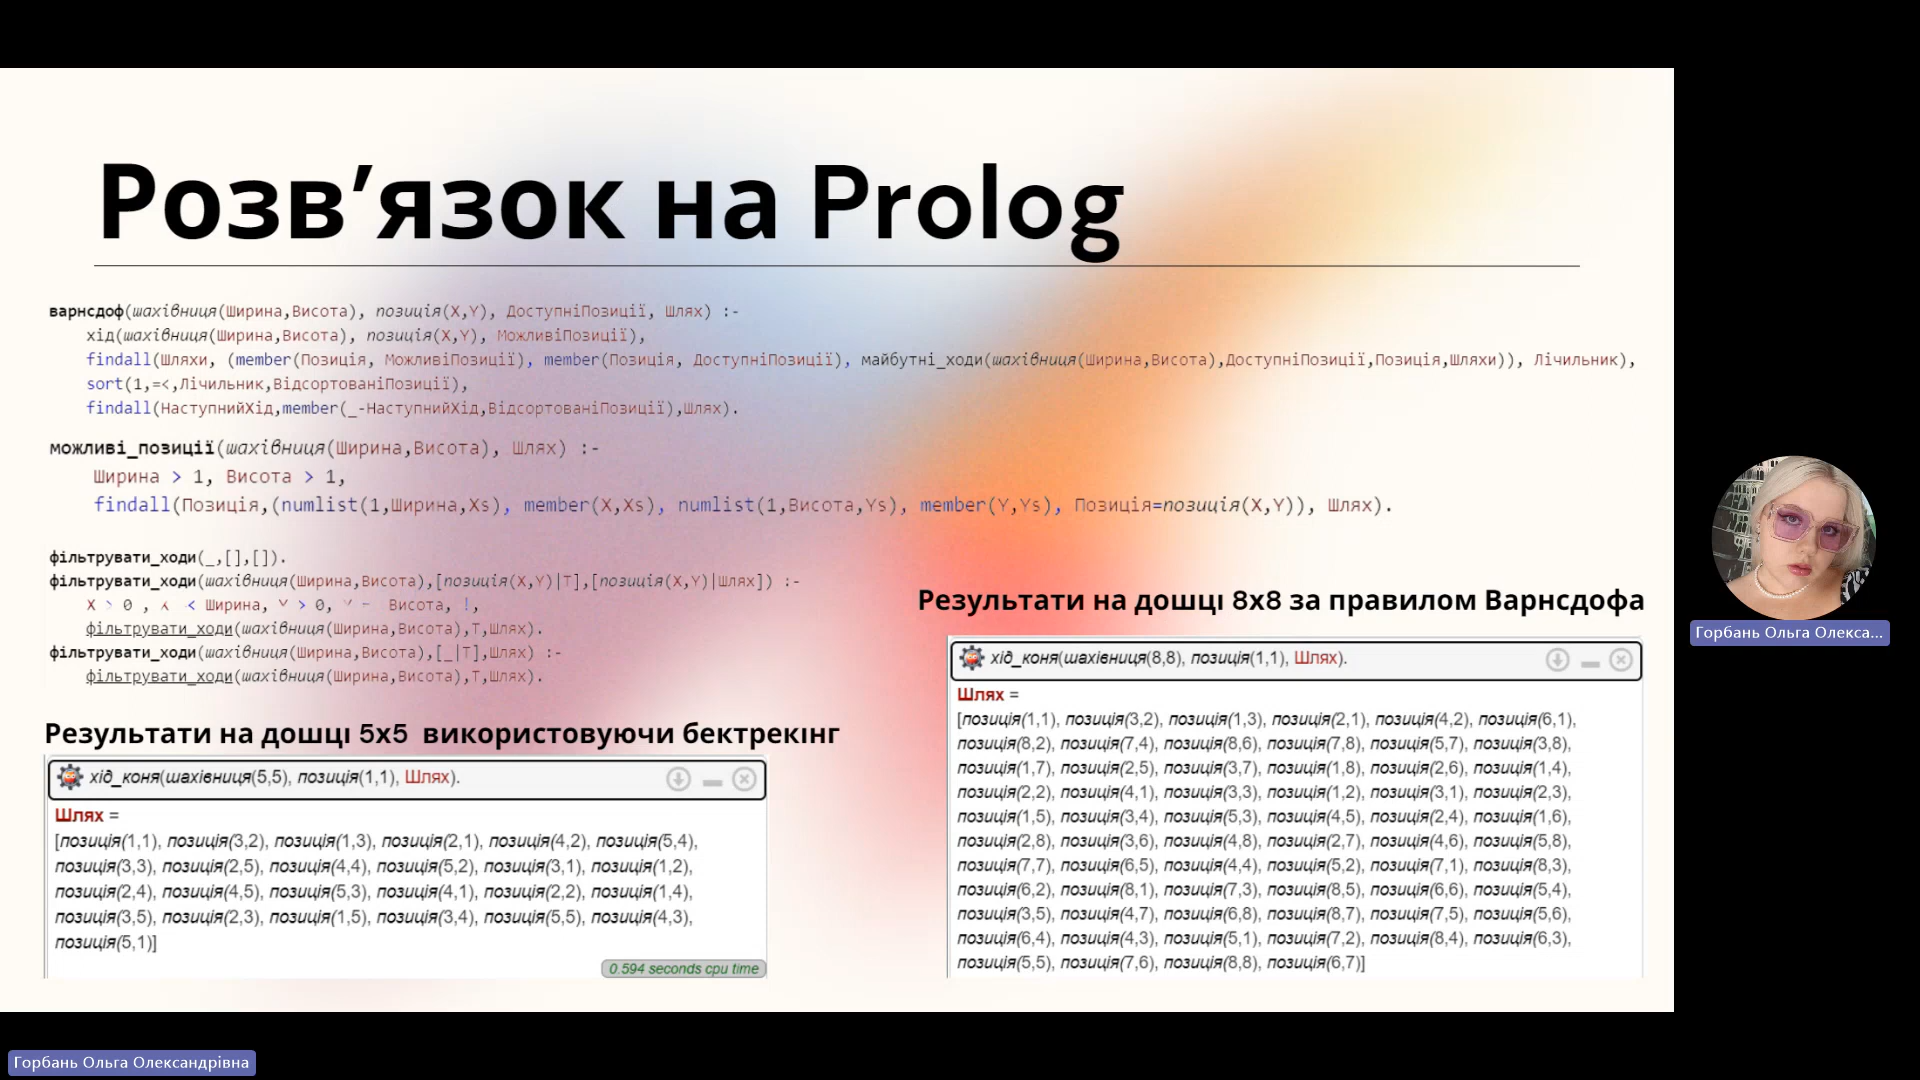 Розв’язок на Prolog
варнсдоф(шахівниця(Ширина,Висота), позиція(X,Y), ДоступніПозиції, Шлях) :-
хід(шахівниця(Ширина,Висота), позиція(X,Y), МожливіПозиції),
findall(Шляхи, (member(Позиція, МожливіПозиції), member(Позиція, ДоступніПозиції), майбутні_ходи(шахівниця(Ширина,Висота),ДоступніПозиції,Позиція,Шляхи)), Лічильник),
sort(1,=<,Лічильник,ВідсортованіПозиції),
findall(НаступнийХід,member(_-НаступнийХід,ВідсортованіПозиції),Шлях).
можливі_позиції(шахівниця(Ширина,Висота), Шлях) :-
Ширина > 1, Висота > 1,
findall(Позиція,(numlist(1,Ширина,Xs), member(X,Xs), numlist(1,Висота,Ys), member(Y,Ys), Позиція=позиція(X,Y)), Шлях).
фільтрувати_ходи(_,[],[]).
фільтрувати_ходи(шахівниця(Ширина,Висота),[позиція(X,Y)|T],[позиція(X,Y)|Шлях]) :-
X > 0 , < Ширина, Y > 0, Висота, !,
фільтрувати_ходи(шахівниця(Ширина,Висота),T,Шлях).
фільтрувати_ходи(шахівниця(Ширина,Висота),[_|T],Шлях) :-
фільтрувати_ходи(шахівниця(Ширина,Висота),T,Шлях).
Результати на дошці 5x5 використовуючи бектрекінг
хід_коня(шахівниця(5,5), позиція(1,1), Шлях).
Шлях =
[позиція(1,1), позиція(3,2), позиція(1,3), позиція(2,1), позиція(4,2), позиція(5,4),
позиція(3,3), позиція(2,5), позиція(4,4), позиція(5,2), позиція(3,1), позиція(1,2),
позиція(2,4), позиція(4,5), позиція(5,3), позиція(4,1), позиція(2,2), позиція(1,4),
позиція(3,5), позиція(2,3), позиція(1,5), позиція(3,4), позиція(5,5), позиція(4,3),
позиція(5,1)]
0.594 seconds cpu time
Результати на дошці 8x8 за правилом Варнсдофа
хід_коня(шахівниця(8,8), позиція(1,1), Шлях).
Шлях =
[позиція(1,1), позиція(3,2), позиція(1,3), позиція(2,1), позиція(4,2), позиція(6,1),
позиція(8,2), позиція(7,4), позиція(8,6), позиція(7,8), позиція(5,7), позиція(3,8),
позиція(1,7), позиція(2,5), позиція(3,7), позиція(1,8), позиція(2,6), позиція(1,4),
позиція(2,2), позиція(4,1), позиція(3,3), позиція(1,2), позиція(3,1), позиція(2,3),
позиція(1,5), позиція(3,4), позиція(5,3), позиція(4,5), позиція(2,4), позиція(1,6),
позиція(2,8), позиція(3,6), позиція(4,8), позиція(2,7), позиція(4,6), позиція(5,8),
позиція(7,7), позиція(6,5), позиція(4,4), позиція(5,2), позиція(7,1), позиція(8,3),
позиція(6,2), позиція(8,1), позиція(7,3), позиція(8,5), позиція(6,6), позиція(5,4),
позиція(3,5), позиція(4,7), позиція(6,8), позиція(8,7), позиція(7,5), позиція(5,6),
позиція(6,4), позиція(4,3), позиція(5,1), позиція(7,2), позиція(8,4), позиція(6,3),
позиція(5,5), позиція(7,6), позиція(8,8), позиція(6,7)]
Горбань Ольга Олекса...
Горбань Ольга Олександрівна